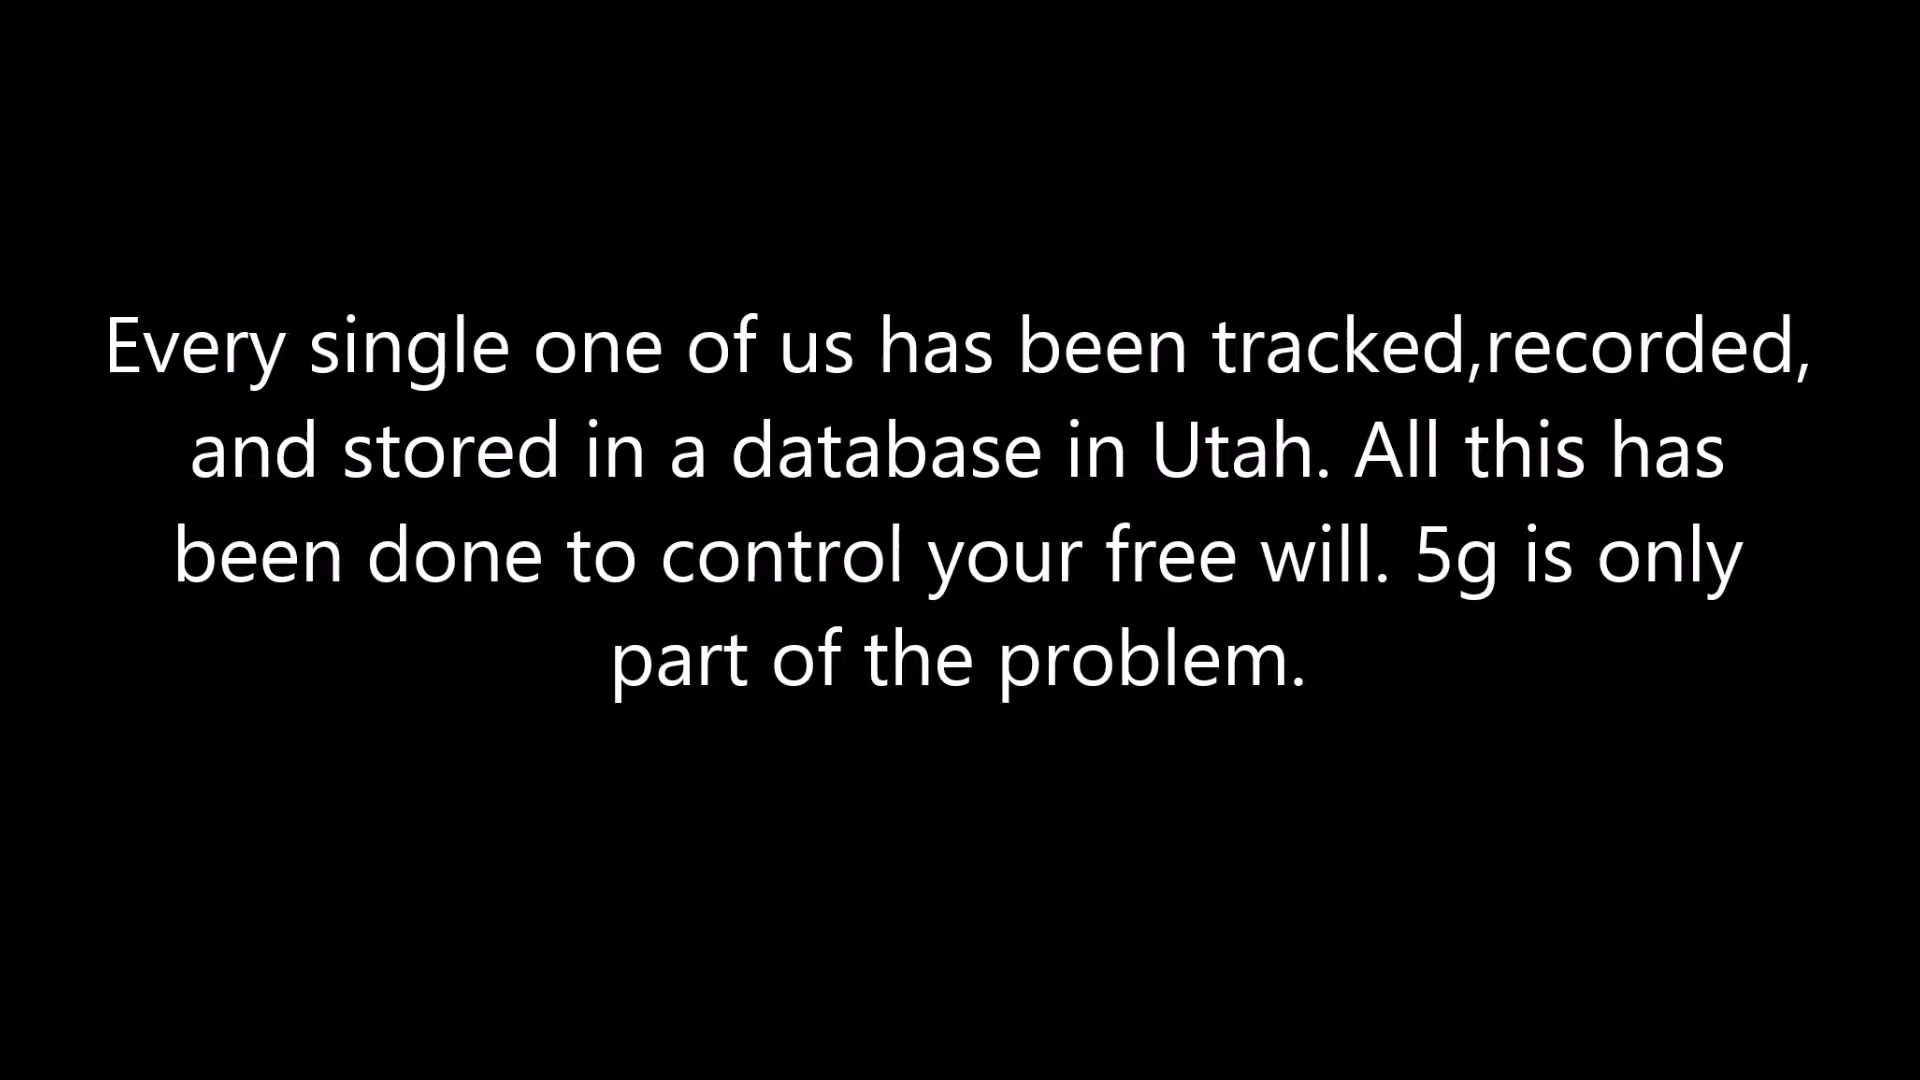 Every single one of us has been tracked,recorded,
and stored in a database in Utah. All this has
been done to control your free will. 5g is only
part of the problem.